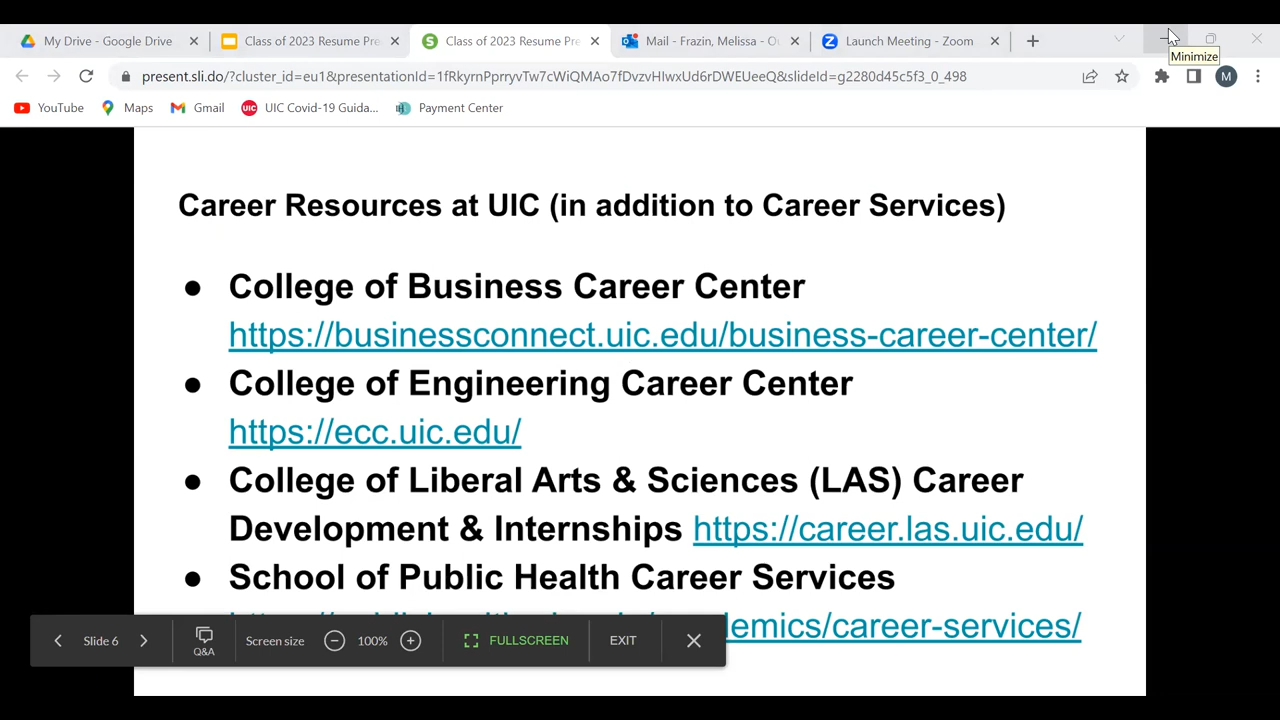 My Drive - Google Drive
Class of 2023 Resume Pre
Class of 2023 Resume Pre
Mail - Frazin, Melissa - Ou
Launch Meeting - Zoom
Minimize
present.sli.do/?cluster_id=eu1&presentationId=1fRkyrnPprryvTw7cWiQMAo7fDvzvHIwxUd6rDWEUeeQ&slideId=g2280d45c5f3_0_498
M
YouTube
Maps
Gmail
UIC UIC Covid-19 Guida...
Payment Center
Career Resources at UIC (in addition to Career Services)
● College of Business Career Center
https://businessconnect.uic.edu/business-career-center/
● College of Engineering Career Center
https://ecc.uic.edu/
● College of Liberal Arts & Sciences (LAS) Career
Development & Internships https://career.las.uic.edu/
● School of Public Health Career Services
demics/career-services/
Slide 6
Q&A
Screen size
100%
FULLSCREEN
EXIT